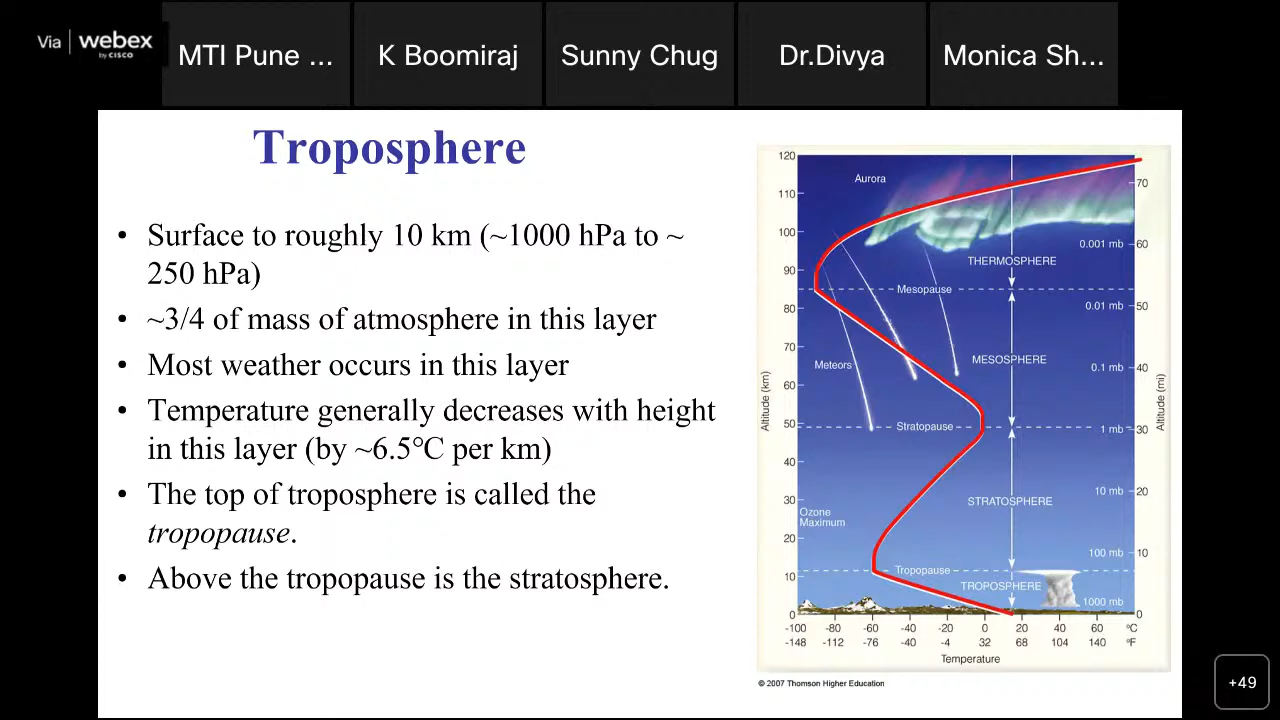 Via webex
by CISCO
MTI Pune ...
K Boomiraj
Sunny Chug
Dr.Divya
Monica Sh...
Troposphere
• Surface to roughly 10 km (~1000 hPa to ~
250 hPa)
• ~3/4 of mass of atmosphere in this layer
• Most weather occurs in this layer
• Temperature generally decreases with height
in this layer (by ~6.5°C per km)
• The top of troposphere is called the
tropopause.
• Above the tropopause is the stratosphere.
120
110
100
90
80
70
60
50
40
30
20
10
0
Altitude (km)
Aurora
THERMOSPHERE
Mesopause
Meteors
MESOSPHERE
Stratopause
STRATOSPHERE
Ozone
Maximum
Tropopause
TROPOSPHERE
0.001 mb
0.01 mb
0.1 mb
1 mb
10 mb
100 mb
1000 mb
70
60
50
40
30
20
10
0
Altitude (mi)
-100 -80 -60 -40 -20 0 20 40 60 °C
-148 -112 -76 -40 -4 32 68 104 140 °F
Temperature
© 2007 Thomson Higher Education
+49